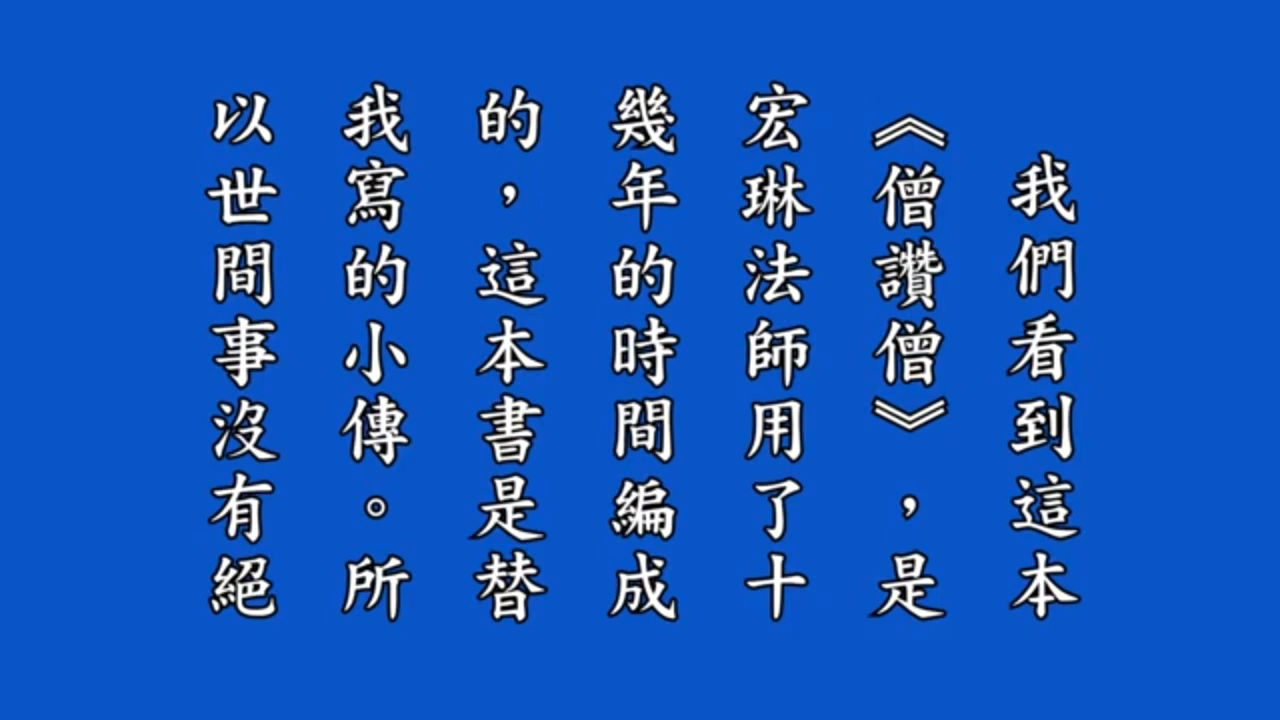 我們看到這本
《僧讚僧》，是
宏琳法師用了十
幾年的時間編成
的，這本書是替
我寫的小傳。所
以世間事沒有絕